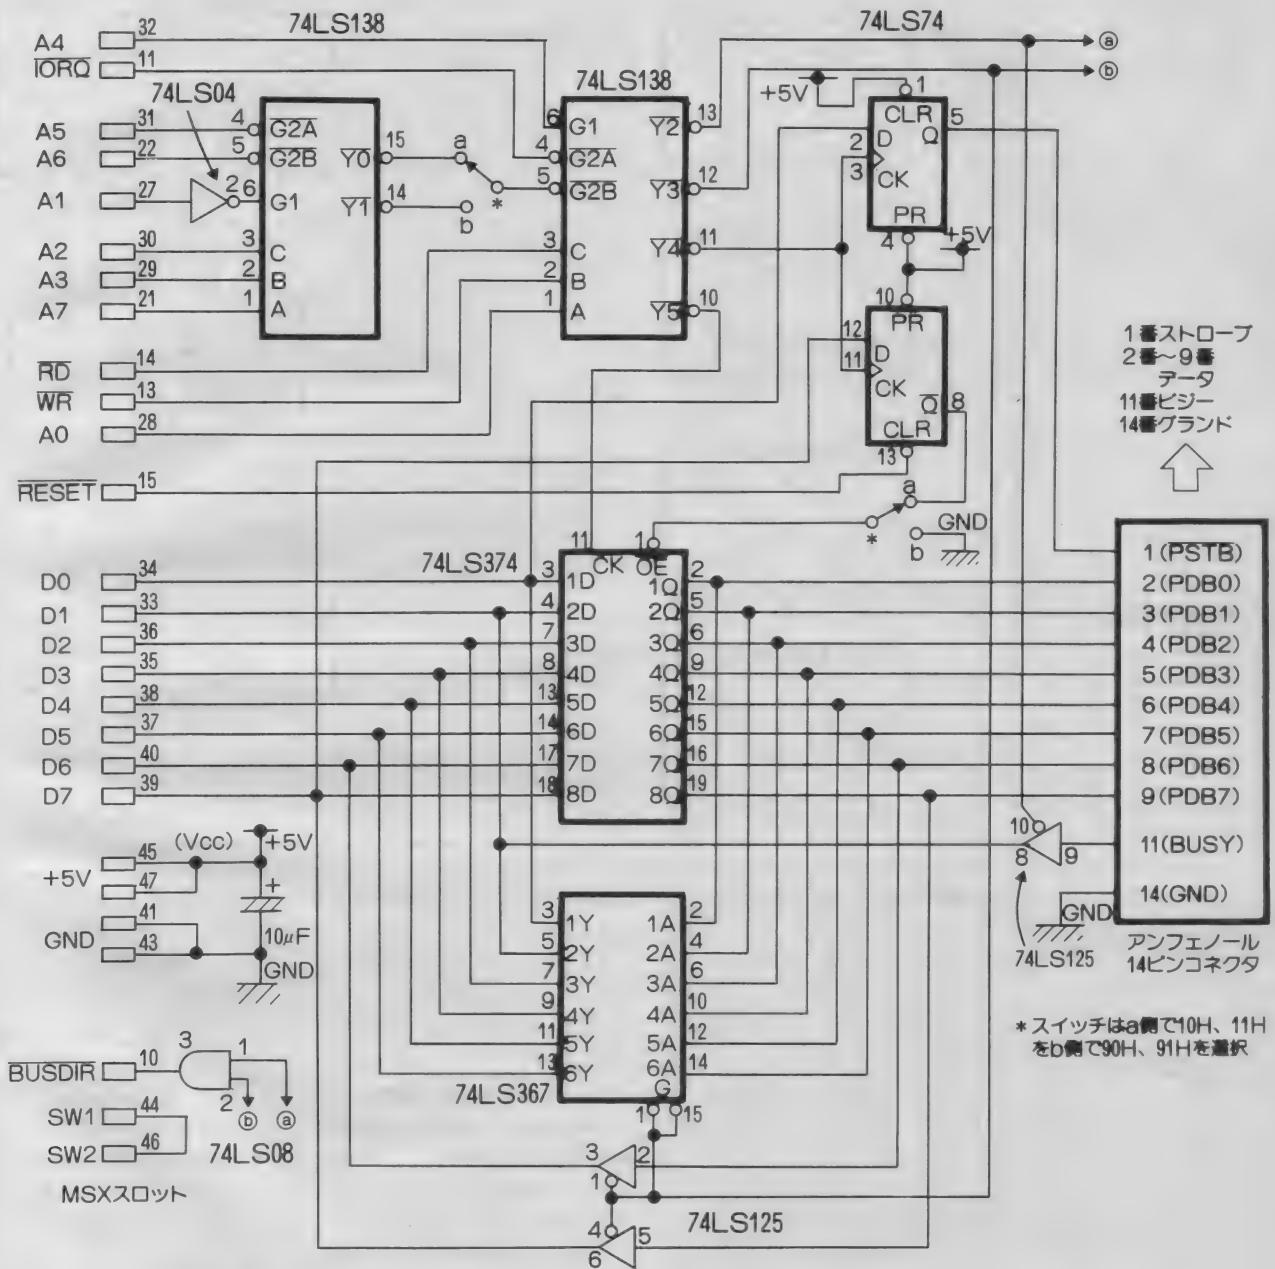 74LS138
74LS74
A4 32
IORQ 11
74LS04
74LS138
+5V
ⓐ
ⓑ
A5 31
A6 22
A1 27
A2 30
A3 29
A7 21
RD 14
WR 13
A0 28
RESET 15
4 G2A
5 G2B Y0 15
2 6 G1 Y1 14
3 C
2 B
1 A
a
b
*
6 G1 Y2 13
4 G2A
5 G2B Y3 12
3 C Y4 11
2 B
1 A Y5 10
1
CLR
2 D Q 5
3 CK
PR
4
+5V
10
PR
12 D
11 CK Q 8
CLR
13
a
*
b
GND
1番ストローブ
2番～9番
データ
11番ビジー
14番グランド
74LS374
11 CK 1 OE
D0 34 3 1D 1Q 2
D1 33 4 2D 2Q 5
D2 36 7 3D 3Q 6
D3 35 8 4D 4Q 9
D4 38 13 5D 5Q 12
D5 37 14 6D 6Q 15
D6 40 17 7D 7Q 16
D7 39 18 8D 8Q 19
1(PSTB)
2(PDB0)
3(PDB1)
4(PDB2)
5(PDB3)
6(PDB4)
7(PDB5)
8(PDB6)
9(PDB7)
11(BUSY)
14(GND)
10
8 9
74LS125
GND
アンフェノール
14ピンコネクタ
(Vcc)
+5V
+5V 45
47
GND 41
43
+
10μF
GND
3 1Y 1A 2
5 2Y 2A 4
7 3Y 3A 6
9 4Y 4A 10
11 5Y 5A 12
13 6Y 6A 14
G
1 15
74LS367
*スイッチはa側で10H、11H
をb側で90H、91Hを選択
BUSDIR 10
3 1
2
ⓑ ⓐ
SW1 44
SW2 46
74LS08
MSXスロット
3 2
1
4 5
6
74LS125